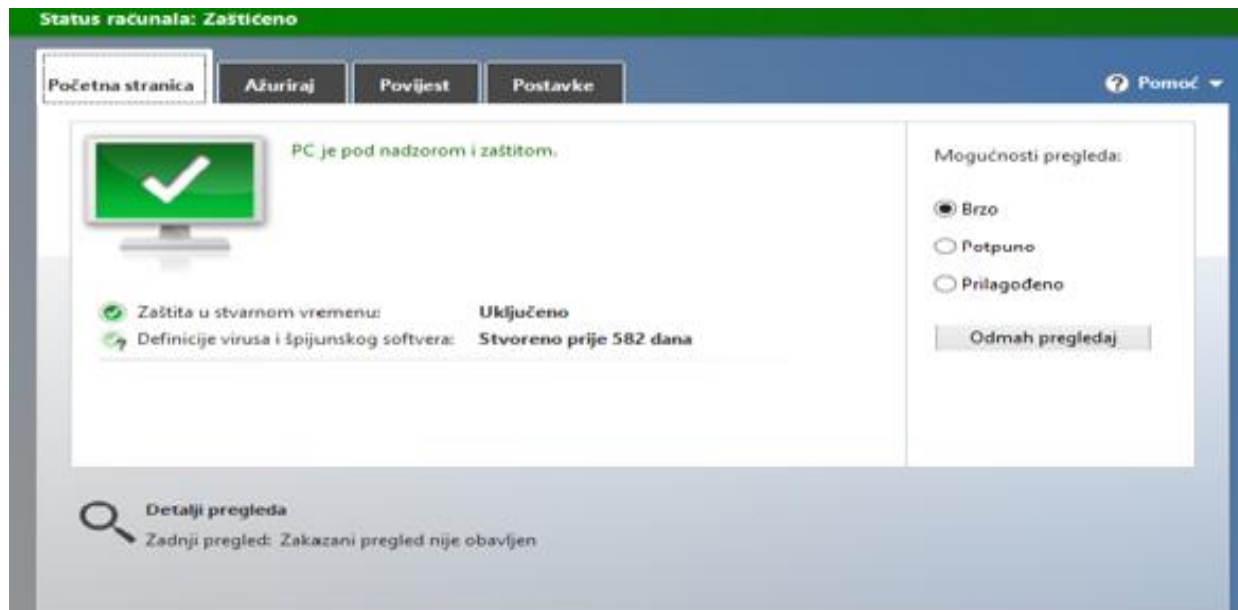 Status računala: Zaštićeno
Početna stranica
Ažuriraj
Povijest
Postavke
Pomoć
PC je pod nadzorom i zaštitom.
Zaštita u stvarnom vremenu: Uključeno
Definicije virusa i špijunskog softvera: Stvoreno prije 582 dana
Mogućnosti pregleda:
Brzo
Potpuno
Prilagođeno
Odmah pregledaj
Detalji pregleda
Zadnji pregled: Zakazani pregled nije obavljen